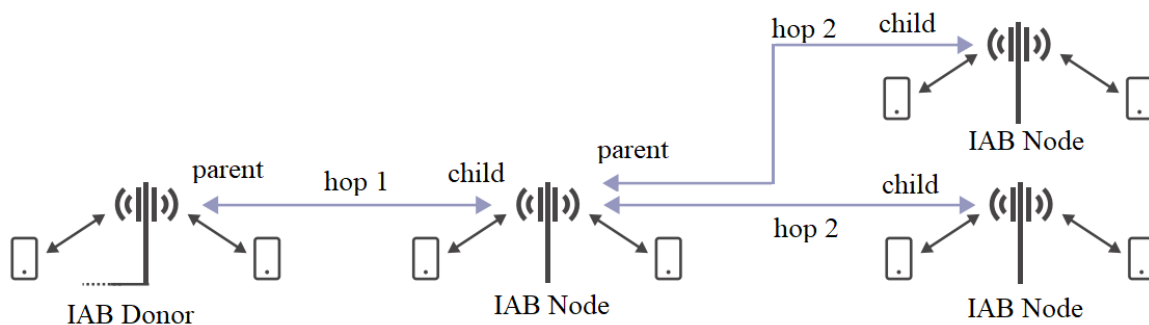 hop 2
child
IAB Node
parent
hop 1
child
parent
child
hop 2
IAB Donor
IAB Node
IAB Node